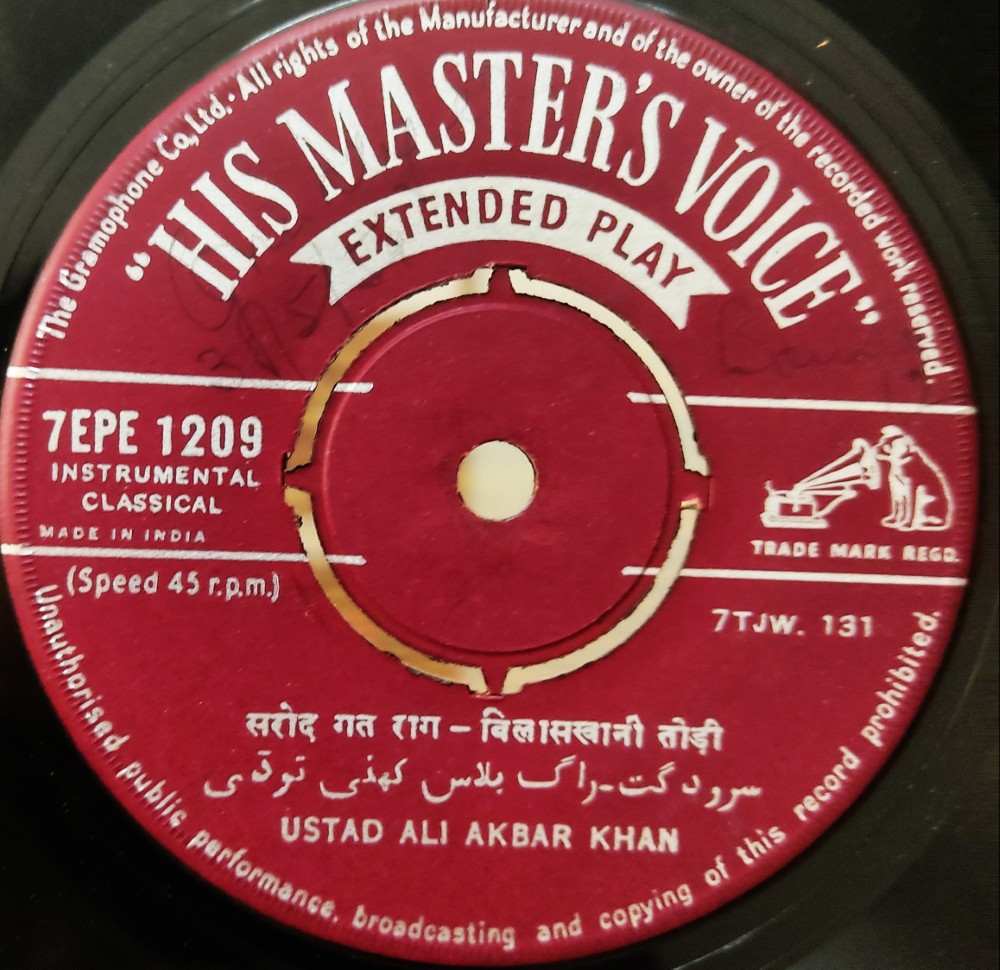 The Gramophone Co., Ltd. All rights of the Manufacturer and of the owner of the recorded work reserved.
"HIS MASTER'S VOICE"
EXTENDED PLAY
7EPE 1209
INSTRUMENTAL
CLASSICAL
MADE IN INDIA
(Speed 45 r.p.m.)
TRADE MARK REGD.
7TJW. 131
सरोद गत राग – बिलासखानी तोड़ी
سرود گت-راگ بلاس
USTAD ALI AKBAR KHAN
Unauthorised public performance, broadcasting and copying of this record prohibited.